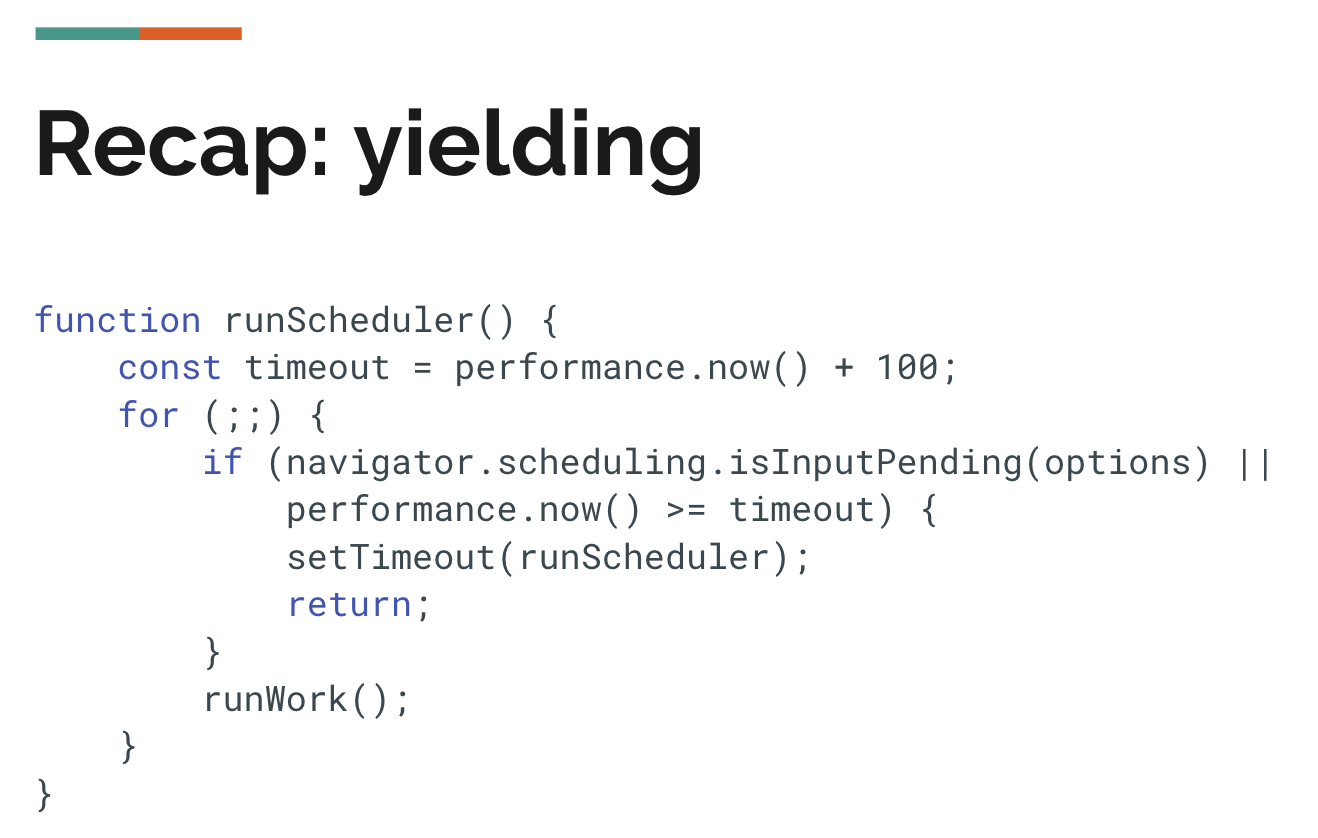 Recap: yielding
function runScheduler() {
    const timeout = performance.now() + 100;
    for (;;) {
        if (navigator.scheduling.isInputPending(options) ||
            performance.now() >= timeout) {
            setTimeout(runScheduler);
            return;
        }
        runWork();
    }
}